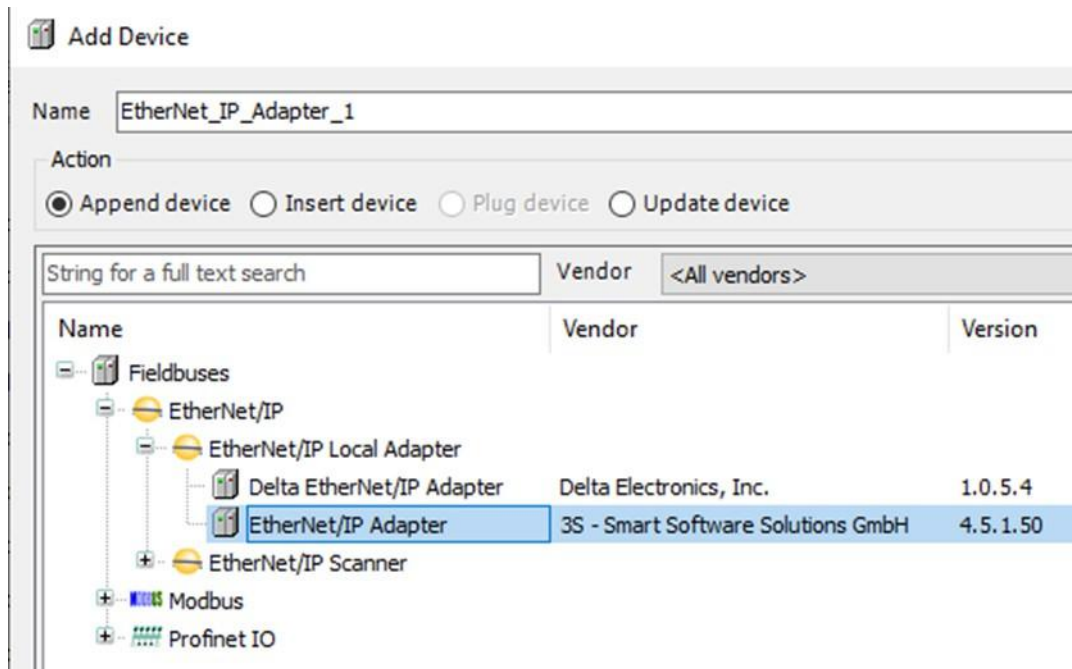 Add Device
Name EtherNet_IP_Adapter_1
Action
Append device Insert device Plug device Update device
String for a full text search Vendor <All vendors>
Name Vendor Version
Fieldbuses
EtherNet/IP
EtherNet/IP Local Adapter
Delta EtherNet/IP Adapter Delta Electronics, Inc. 1.0.5.4
EtherNet/IP Adapter 3S - Smart Software Solutions GmbH 4.5.1.50
EtherNet/IP Scanner
MODBUS Modbus
Profinet IO